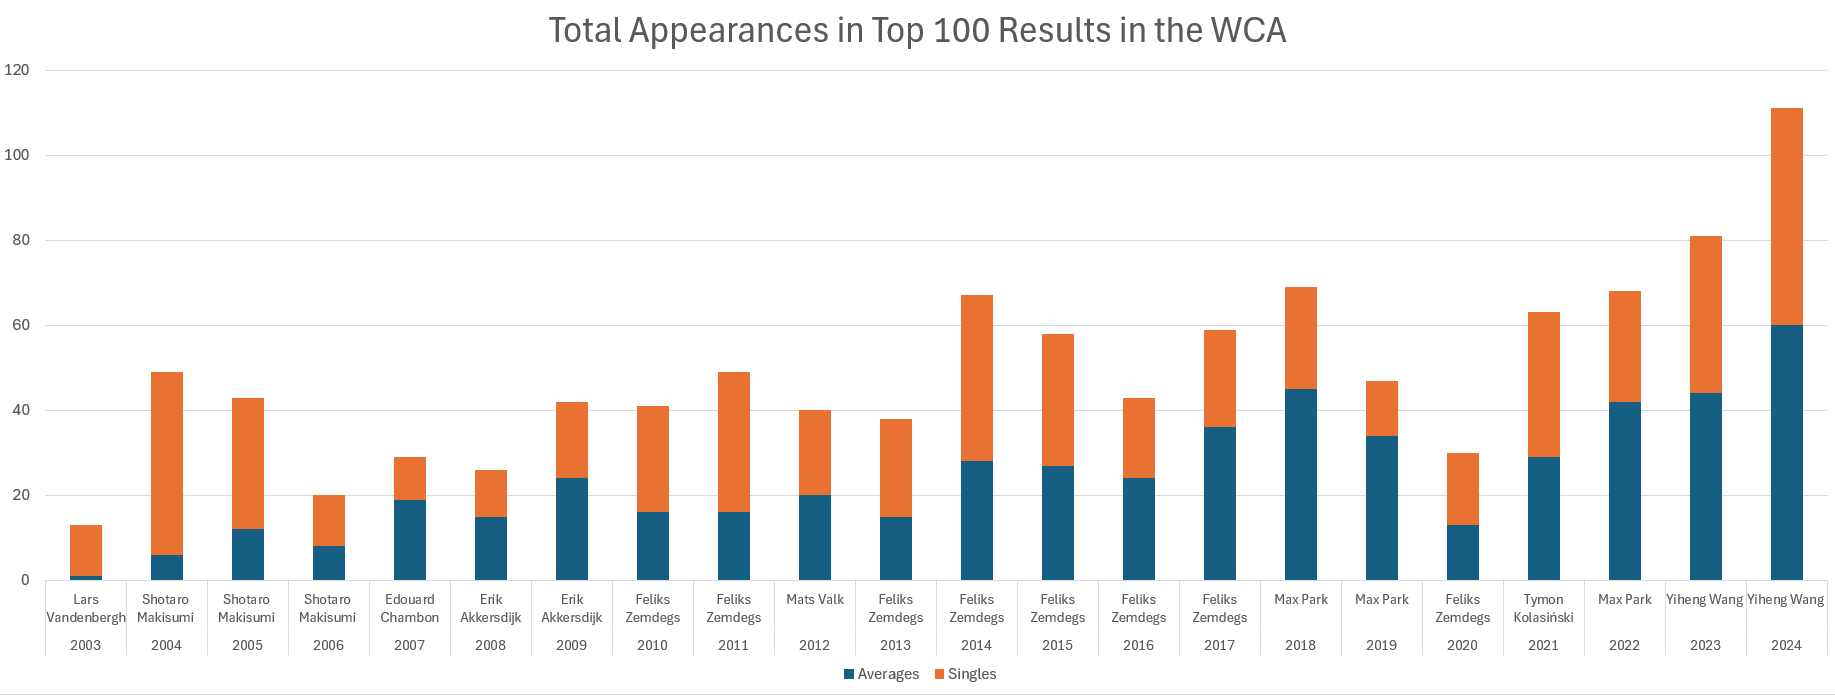 Total Appearances in Top 100 Results in the WCA
120
100
80
60
40
20
0
Lars Vandenbergh
Shotaro Makisumi
Shotaro Makisumi
Shotaro Makisumi
Edouard Chambon
Erik Akkersdijk
Erik Akkersdijk
Feliks Zemdegs
Feliks Zemdegs
Mats Valk
Feliks Zemdegs
Feliks Zemdegs
Feliks Zemdegs
Feliks Zemdegs
Feliks Zemdegs
Max Park
Max Park
Feliks Zemdegs
Tymon Kolasiński
Max Park
Yiheng Wang
Yiheng Wang
2003 2004 2005 2006 2007 2008 2009 2010 2011 2012 2013 2014 2015 2016 2017 2018 2019 2020 2021 2022 2023 2024
Averages Singles